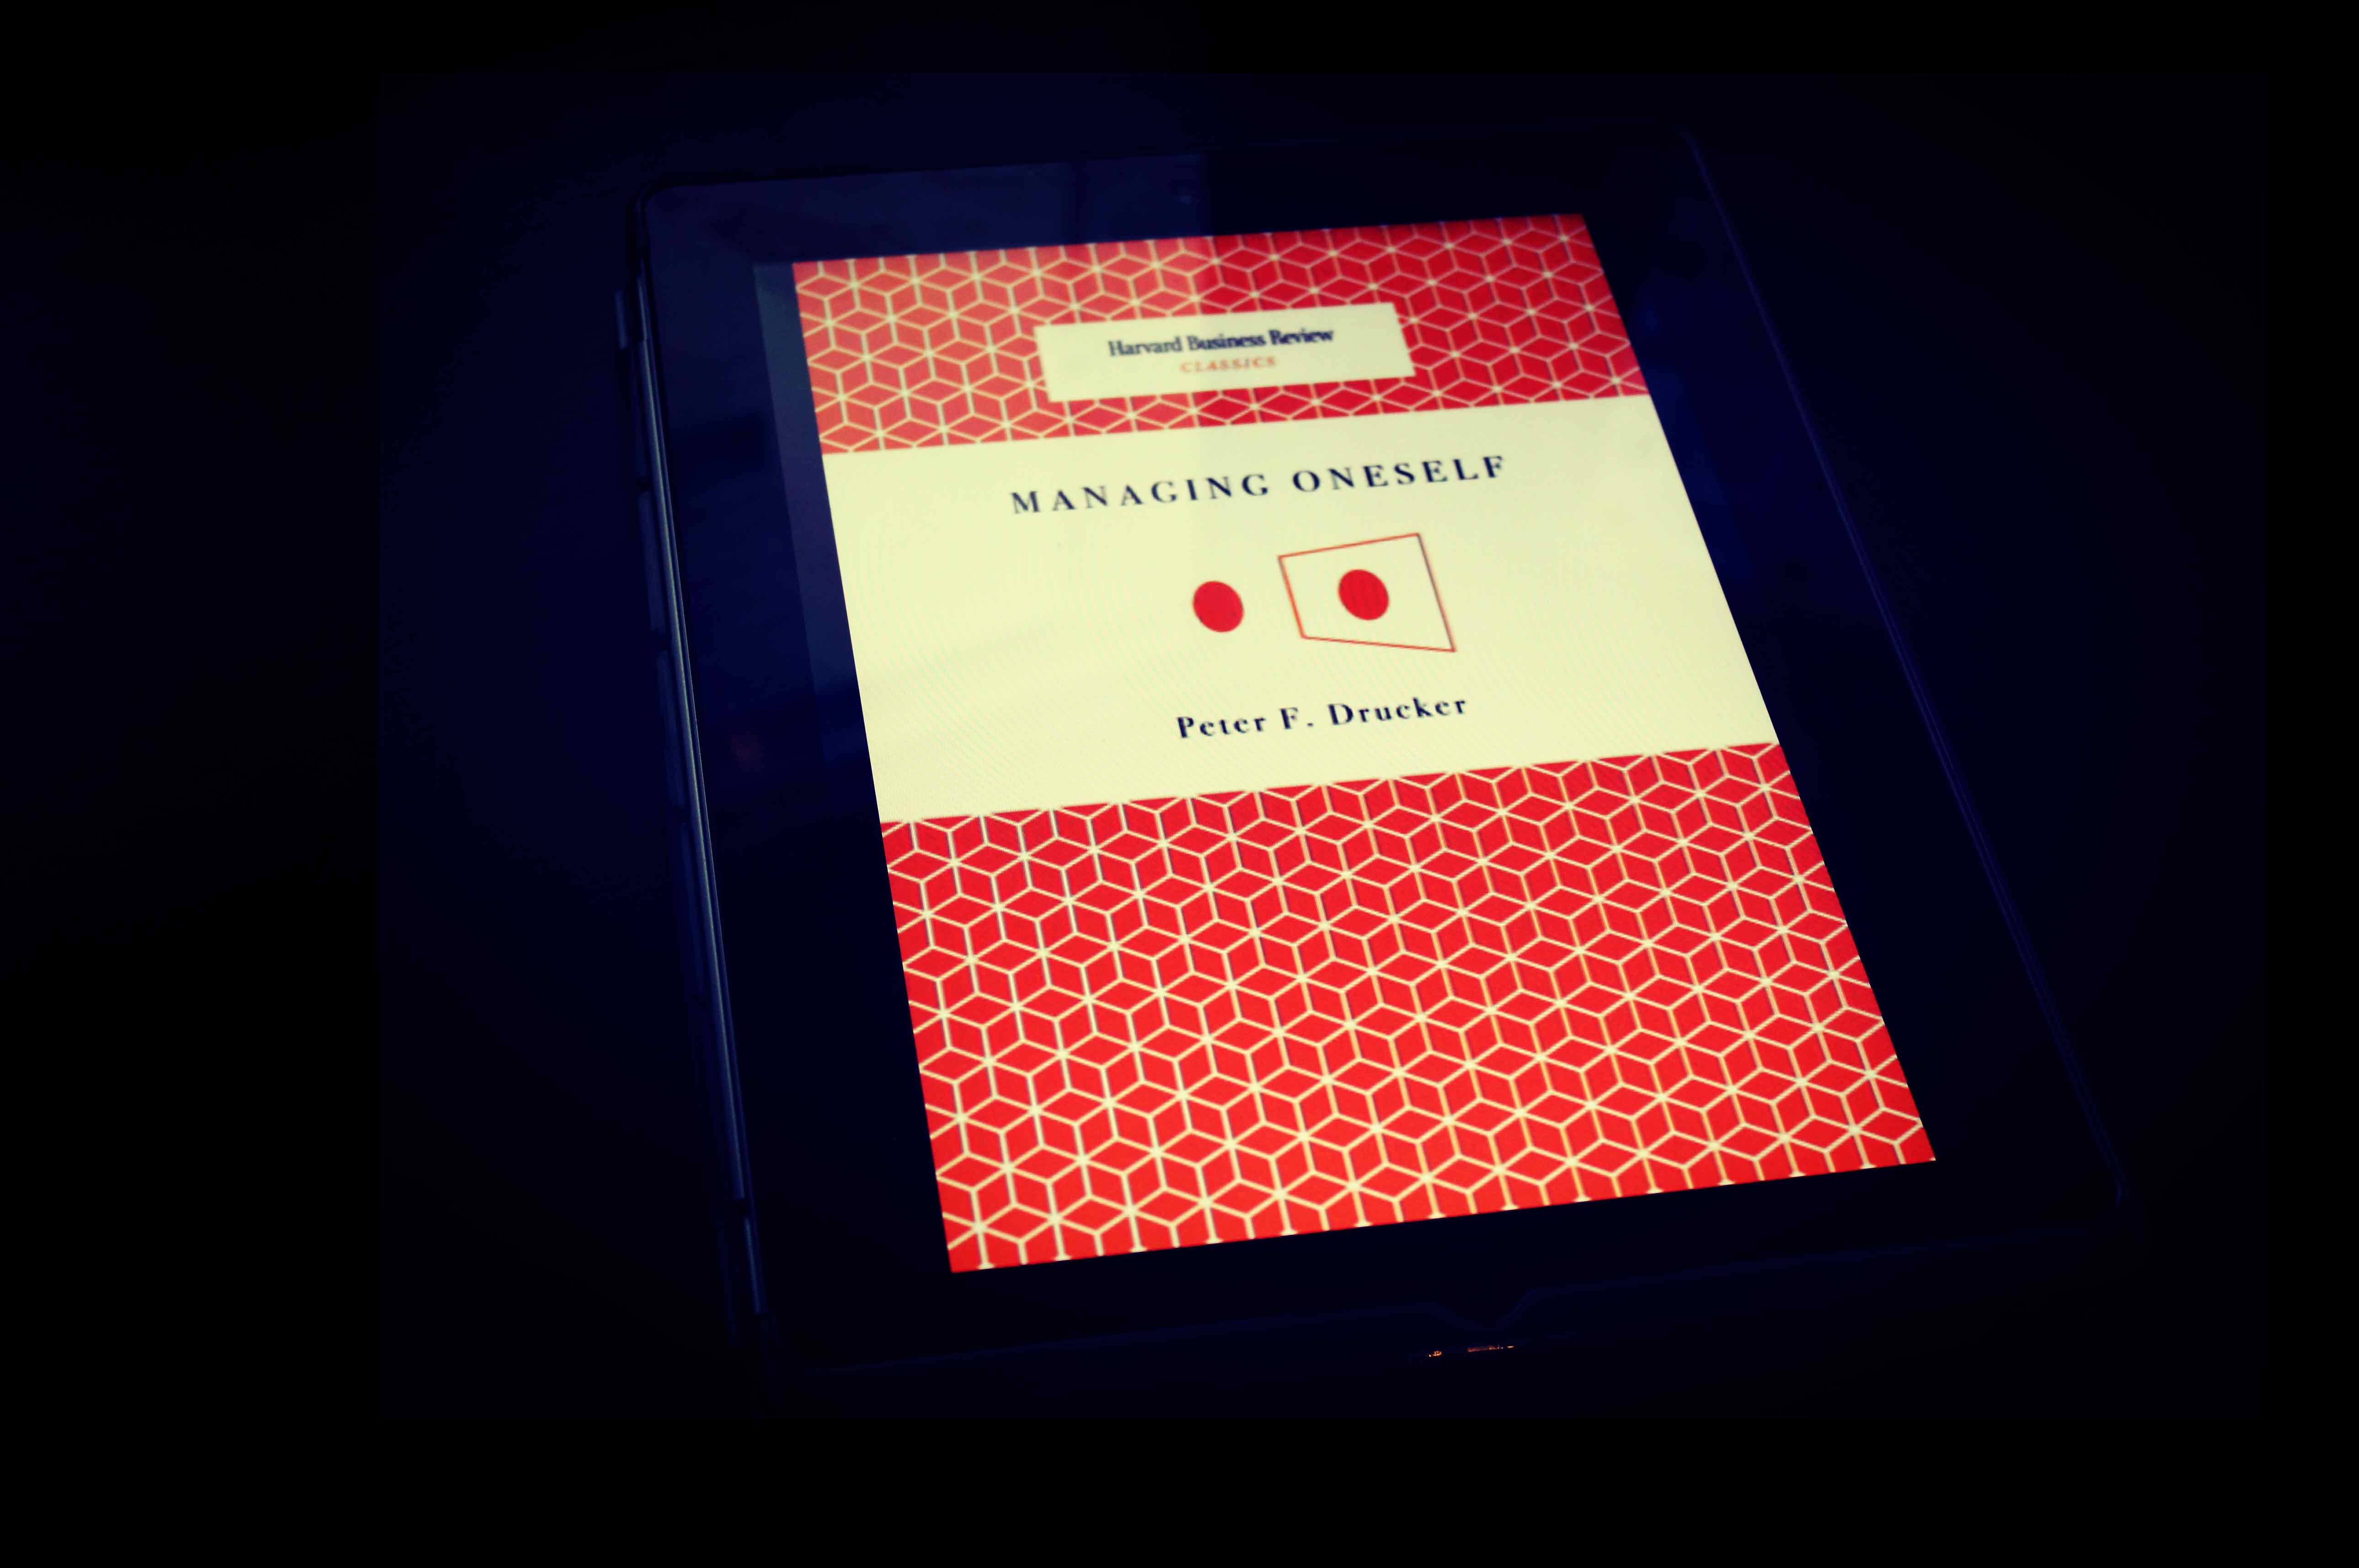 Harvard Business Review
CLASSICS
MANAGING ONESELF
Peter F. Drucker